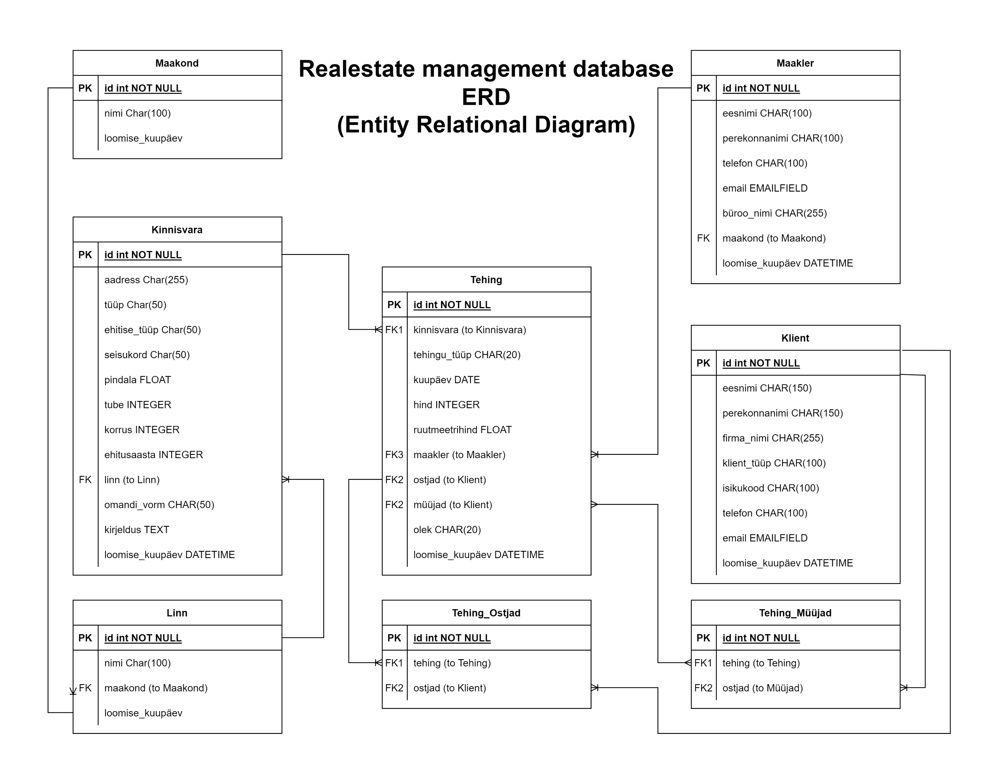 Realestate management database
ERD
(Entity Relational Diagram)
Maakond
PK id int NOT NULL
nimi Char(100)
loomise_kuupäev
Maakler
PK id int NOT NULL
eesnimi CHAR(100)
perekonnanimi CHAR(100)
telefon CHAR(100)
email EMAILFIELD
büroo_nimi CHAR(255)
FK maakond (to Maakond)
loomise_kuupäev DATETIME
Kinnisvara
PK id int NOT NULL
aadress Char(255)
tüüp Char(50)
ehitise_tüüp Char(50)
seisukord Char(50)
pindala FLOAT
tube INTEGER
korrus INTEGER
ehitusaasta INTEGER
FK linn (to Linn)
omandi_vorm CHAR(50)
kirjeldus TEXT
loomise_kuupäev DATETIME
Tehing
PK id int NOT NULL
FK1 kinnisvara (to Kinnisvara)
tehingu_tüüp CHAR(20)
kuupäev DATE
hind INTEGER
ruutmeetrihind FLOAT
FK3 maakler (to Maakler)
FK2 ostjad (to Klient)
FK2 müüjad (to Klient)
olek CHAR(20)
loomise_kuupäev DATETIME
Klient
PK id int NOT NULL
eesnimi CHAR(150)
perekonnanimi CHAR(150)
firma_nimi CHAR(255)
klient_tüüp CHAR(100)
isikukood CHAR(100)
telefon CHAR(100)
email EMAILFIELD
loomise_kuupäev DATETIME
Linn
PK id int NOT NULL
nimi Char(100)
FK maakond (to Maakond)
loomise_kuupäev
Tehing_Ostjad
PK id int NOT NULL
FK1 tehing (to Tehing)
FK2 ostjad (to Klient)
Tehing_Müüjad
PK id int NOT NULL
FK1 tehing (to Tehing)
FK2 ostjad (to Müüjad)